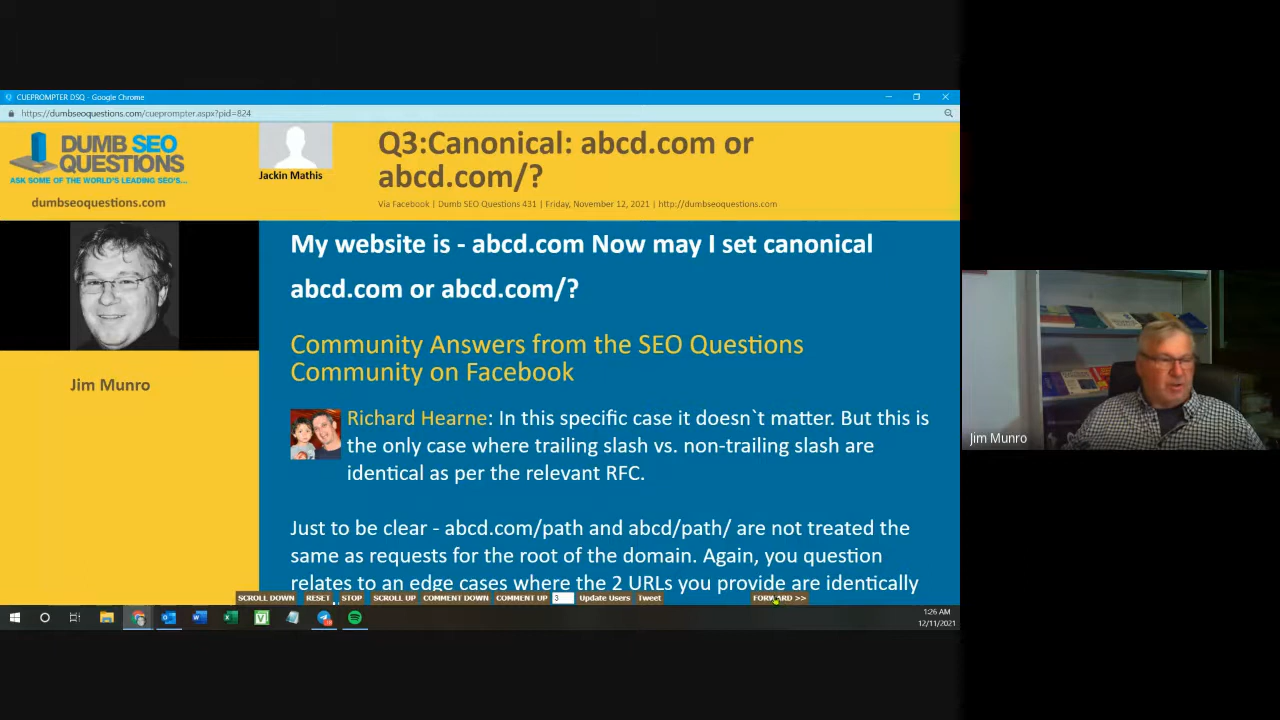 CUEPROMPTER DSQ - Google Chrome
https://dumbseoquestions.com/cueprompter.aspx?pid=824
DUMB SEO
QUESTIONS
ASK SOME OF THE WORLD'S LEADING SEO'S...
dumbseoquestions.com
Jackin Mathis
Q3:Canonical: abcd.com or
abcd.com/?
Via Facebook | Dumb SEO Questions 431 | Friday, November 12, 2021 | http://dumbseoquestions.com
Jim Munro
My website is - abcd.com Now may I set canonical
abcd.com or abcd.com/?
Community Answers from the SEO Questions
Community on Facebook
Richard Hearne: In this specific case it doesn`t matter. But this is
the only case where trailing slash vs. non-trailing slash are
identical as per the relevant RFC.
Just to be clear - abcd.com/path and abcd/path/ are not treated the
same as requests for the root of the domain. Again, you question
relates to an edge cases where the 2 URLs you provide are identically
SCROLL DOWN RESET STOP SCROLL UP COMMENT DOWN COMMENT UP 3 Update Users Tweet FORWARD >>
1:26 AM
12/11/2021
Jim Munro